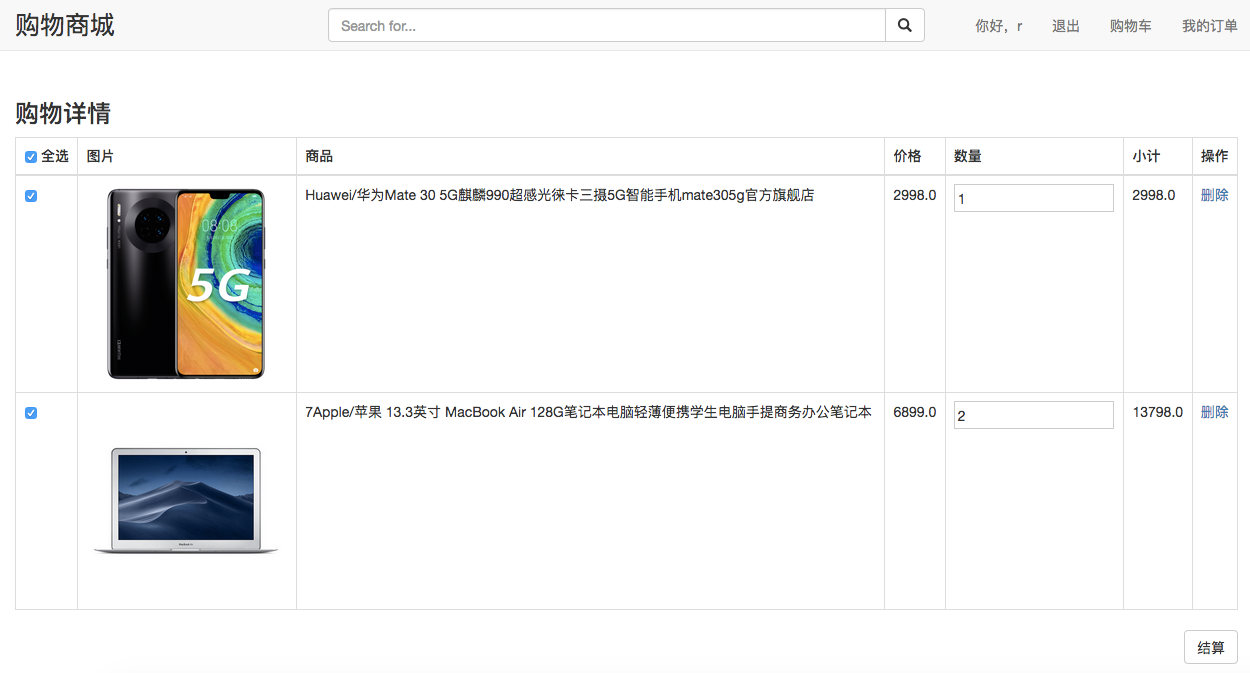 购物商城
Search for...
你好，r 退出 购物车 我的订单
购物详情
全选 图片 商品 价格 数量 小计 操作
Huawei/华为Mate 30 5G麒麟990超感光徕卡三摄5G智能手机mate305g官方旗舰店 2998.0 1 2998.0 删除
08:08
5G
HUAWEI
7Apple/苹果 13.3英寸 MacBook Air 128G笔记本电脑轻薄便携学生电脑手提商务办公笔记本 6899.0 2 13798.0 删除
结算